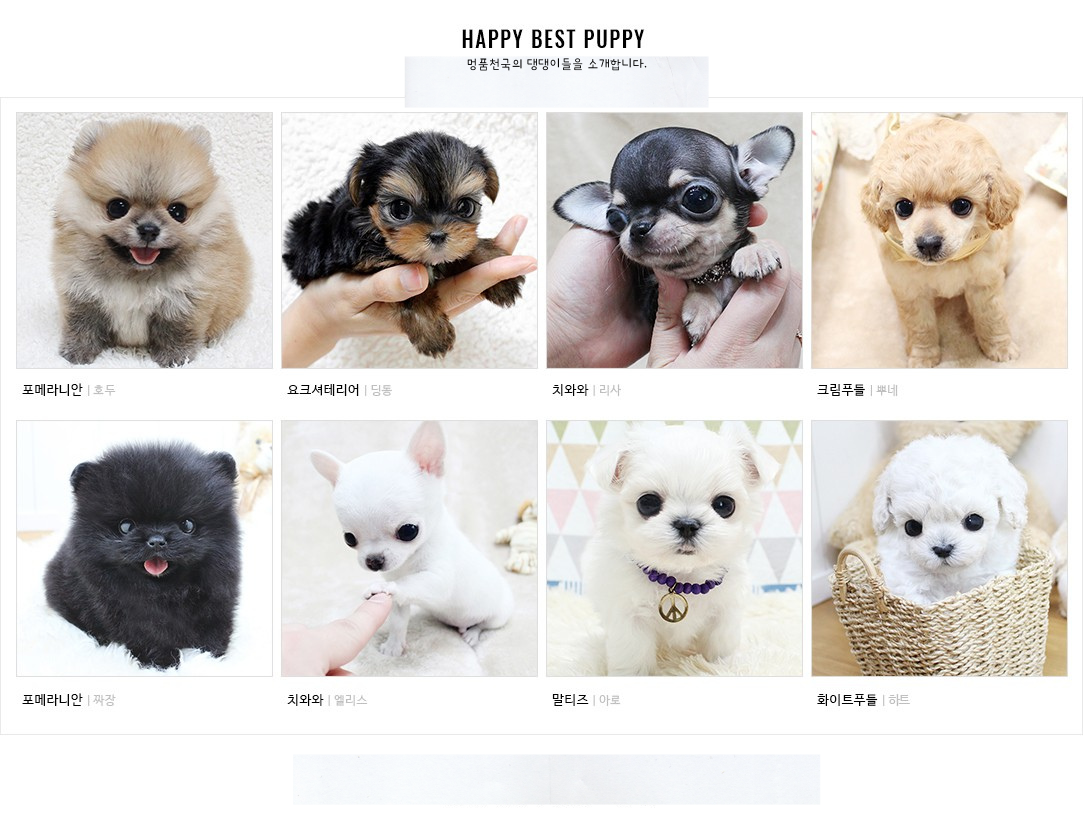 HAPPY BEST PUPPY
멍품천국의 댕댕이들을 소개합니다.
포메라니안 | 호두
요크셔테리어 | 딩동
치와와 | 리사
크림푸들 | 뿌네
포메라니안 | 짜장
치와와 | 엘리스
말티즈 | 야로
화이트푸들 | 하트